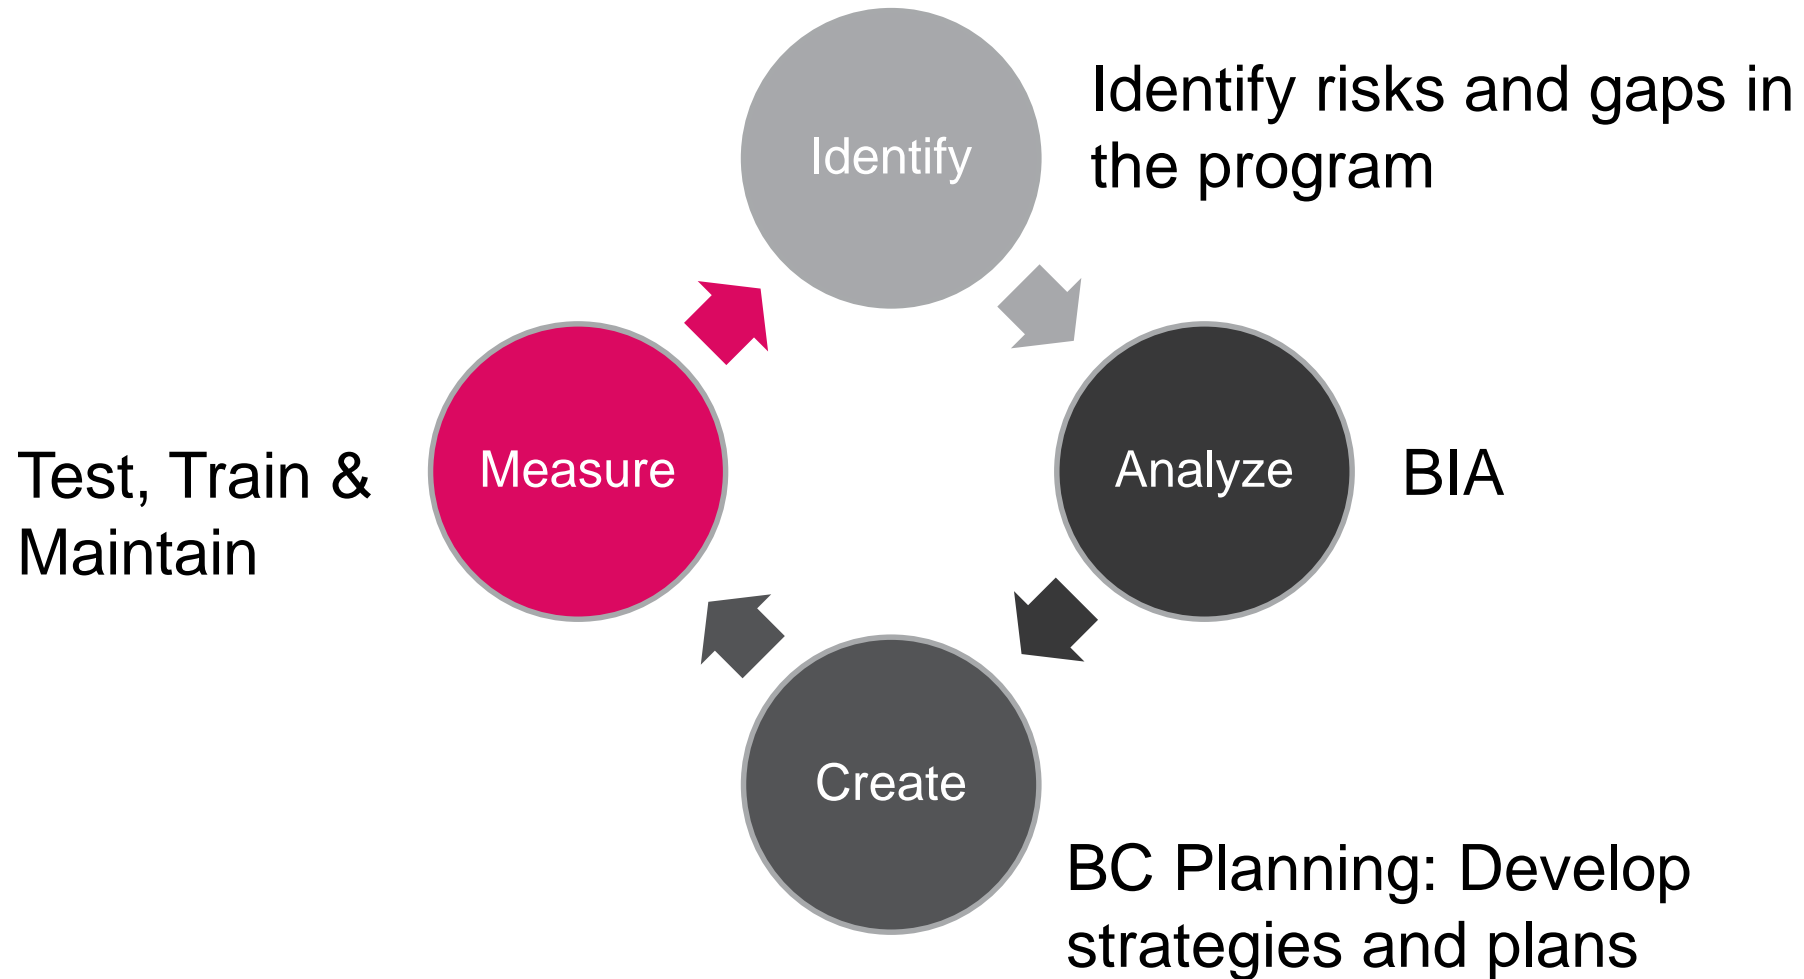 Identify
Identify risks and gaps in
the program
Measure
Test, Train &
Maintain
Analyze
BIA
Create
BC Planning: Develop
strategies and plans